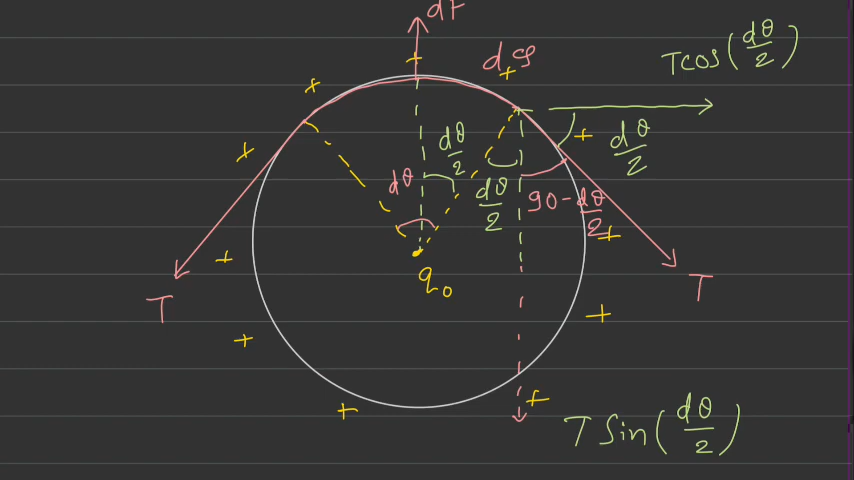 dF
dq
Tcos(dθ/2)
dθ/2
dθ/2
dθ
dθ/2
90-dθ/2
q₀
T
T
T Sin(dθ/2)
+
+
+
+
+
+
+
+
+
+
+
+